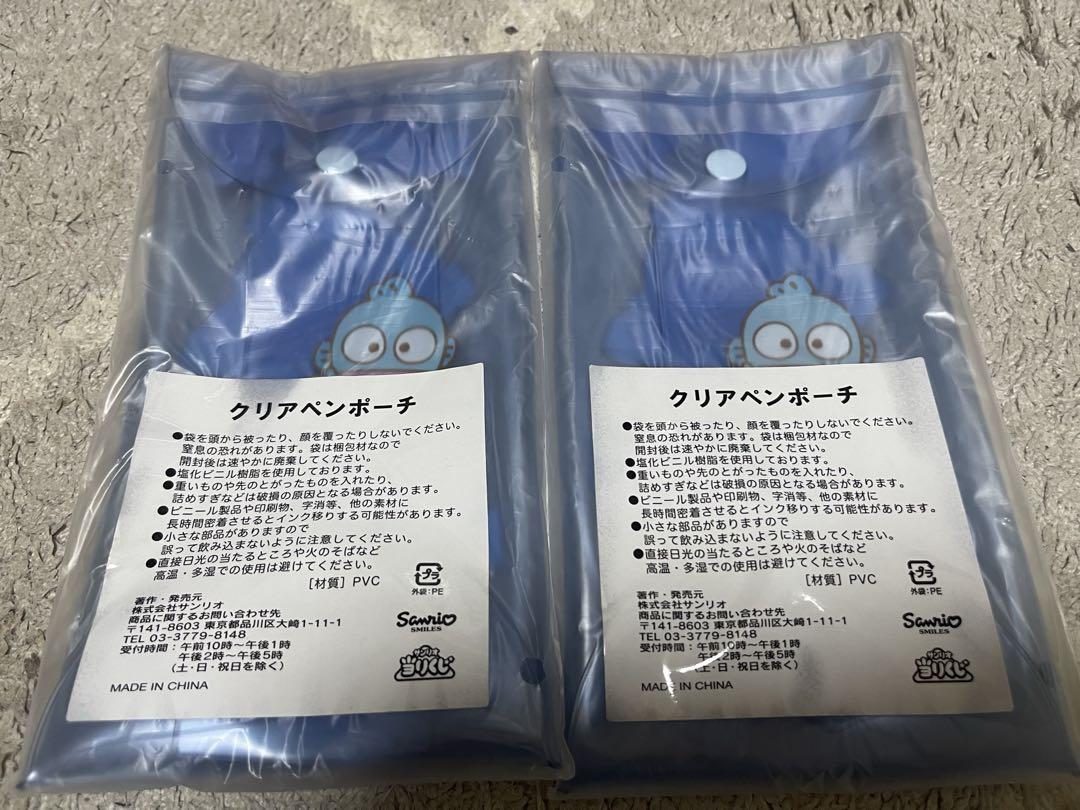 クリアペンポーチ
●袋を頭から被ったり、顔を覆ったりしないでください。
窒息の恐れがあります。袋は梱包材なので
開封後は速やかに廃棄してください。
●塩化ビニル樹脂を使用しております。
●重いものや先のとがったものを入れたり、
詰めすぎなどは破損の原因となる場合があります。
●ビニール製品や印刷物、字消等、他の素材に
長時間密着させるとインク移りする可能性があります。
●小さな部品がありますので
誤って飲み込まないように注意してください。
●直接日光の当たるところや火のそばなど
高温・多湿での使用は避けてください。
[材質] PVC
プラ
外袋:PE
著作・発売元
株式会社サンリオ
商品に関するお問い合わせ先
〒141-8603 東京都品川区大崎1-11-1
TEL 03-3779-8148
受付時間:午前10時〜午後1時
午後2時〜午後5時
(土・日・祝日を除く)
Sanrio
SMILES
サンリオ
当りくじ
MADE IN CHINA
クリアペンポーチ
●袋を頭から被ったり、顔を覆ったりしないでください。
窒息の恐れがあります。袋は梱包材なので
開封後は速やかに廃棄してください。
●塩化ビニル樹脂を使用しております。
●重いものや先のとがったものを入れたり、
詰めすぎなどは破損の原因となる場合があります。
●ビニール製品や印刷物、字消等、他の素材に
長時間密着させるとインク移りする可能性があります。
●小さな部品がありますので
誤って飲み込まないように注意してください。
●直接日光の当たるところや火のそばなど
高温・多湿での使用は避けてください。
[材質] PVC
プラ
外袋:PE
著作・発売元
株式会社サンリオ
商品に関するお問い合わせ先
〒141-8603 東京都品川区大崎1-11-1
TEL 03-3779-8148
受付時間:午前10時〜午後1時
午後2時〜午後5時
(土・日・祝日を除く)
Sanrio
SMILES
サンリオ
当りくじ
MADE IN CHINA